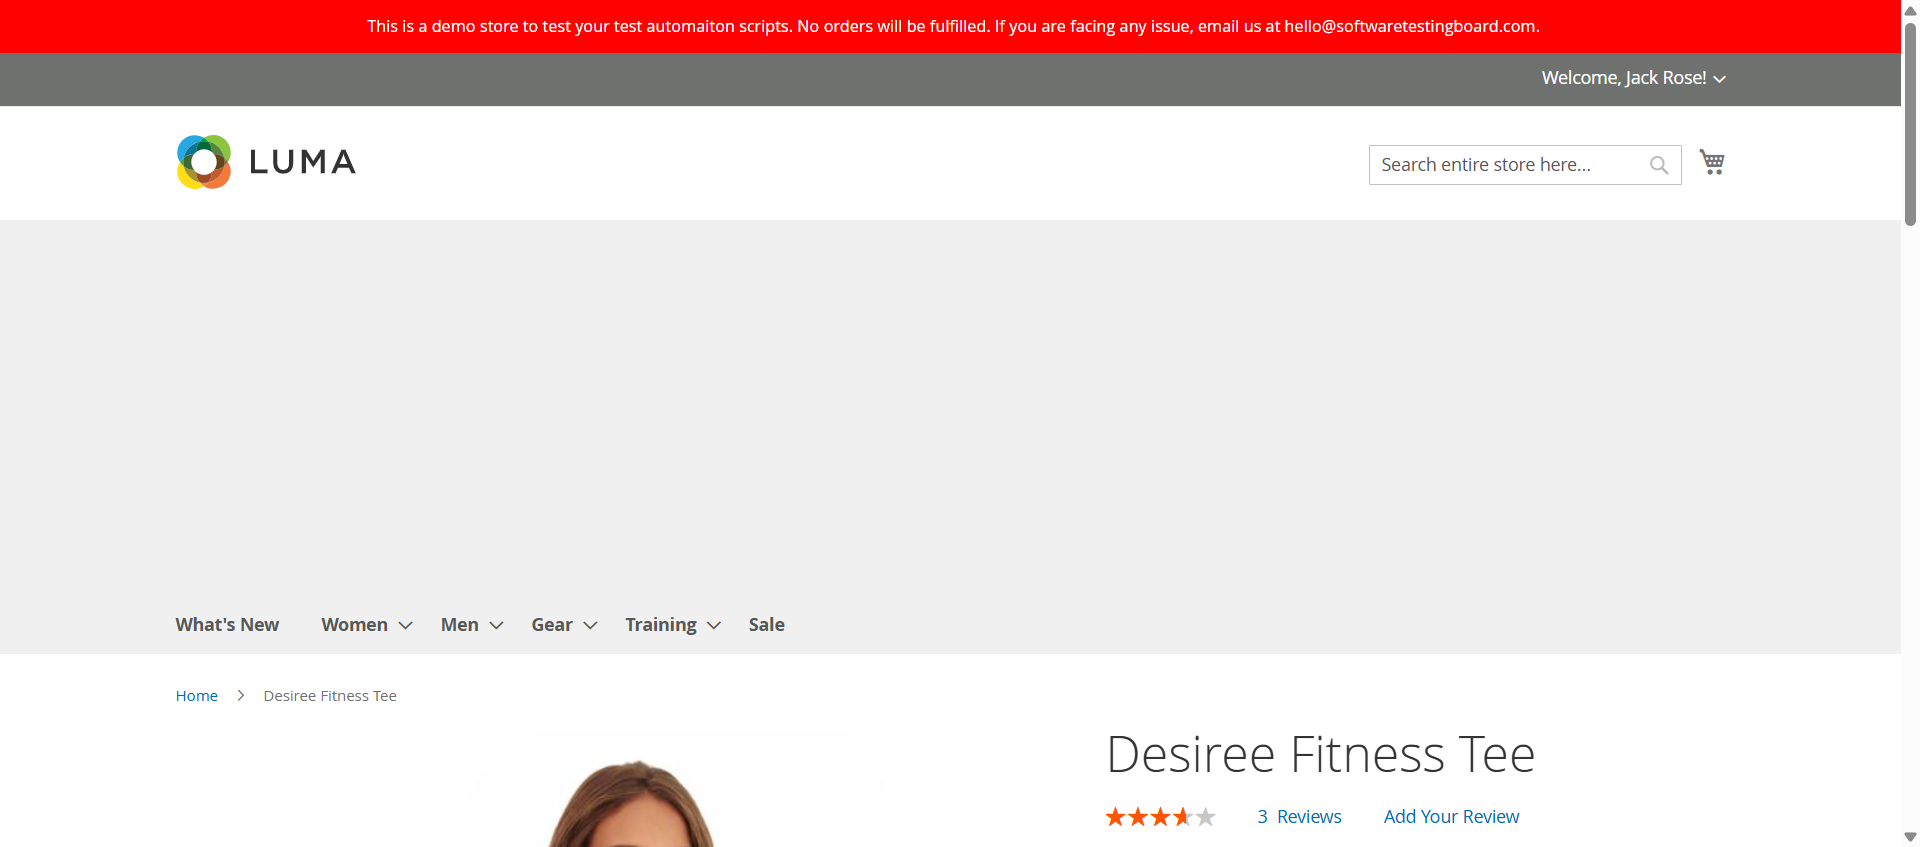 This is a demo store to test your test automaiton scripts. No orders will be fulfilled. If you are facing any issue, email us at hello@softwaretestingboard.com.
Welcome, Jack Rose!
LUMA
Search entire store here...
What's New
Women
Men
Gear
Training
Sale
Home
Desiree Fitness Tee
Desiree Fitness Tee
3 Reviews
Add Your Review